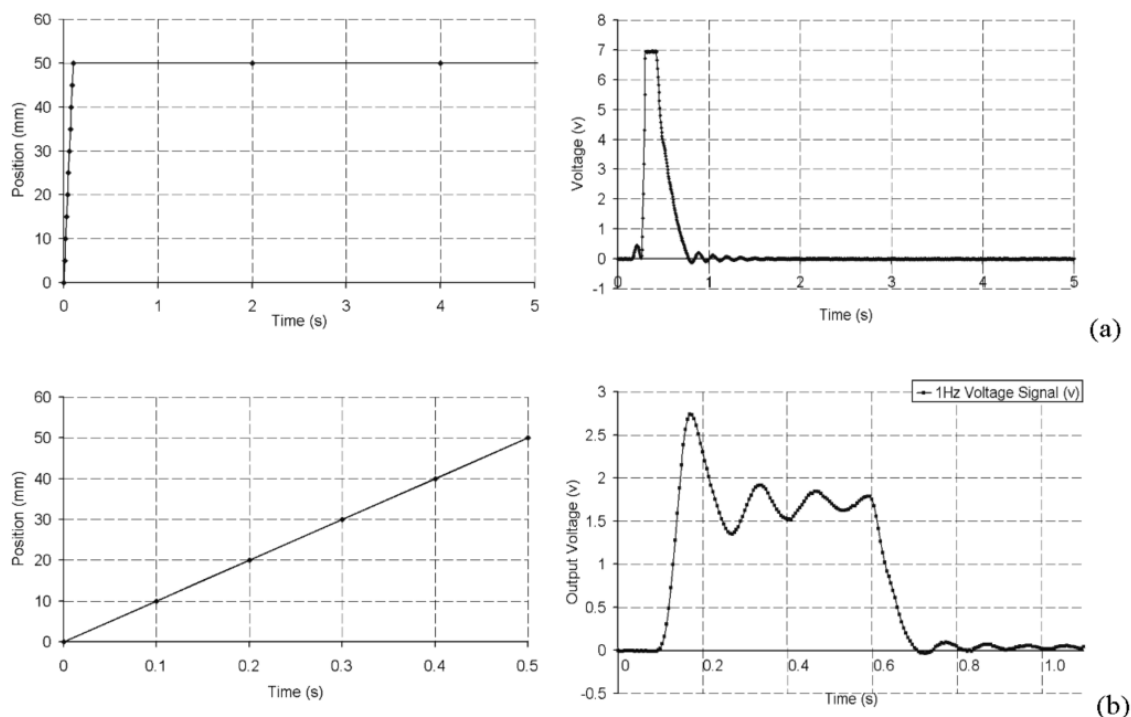 60
50
40
30
20
10
0
Position (mm)
0 1 2 3 4 5
Time (s)
8
7
6
5
4
3
2
1
0
-1
Voltage (v)
0 1 2 3 4 5
Time (s)
(a)
60
50
40
30
20
10
0
Position (mm)
0 0.1 0.2 0.3 0.4 0.5
Time (s)
3
2.5
2
1.5
1
0.5
0
-0.5
Output Voltage (v)
1Hz Voltage Signal (v)
0 0.2 0.4 0.6 0.8 1.0
Time (s)
(b)